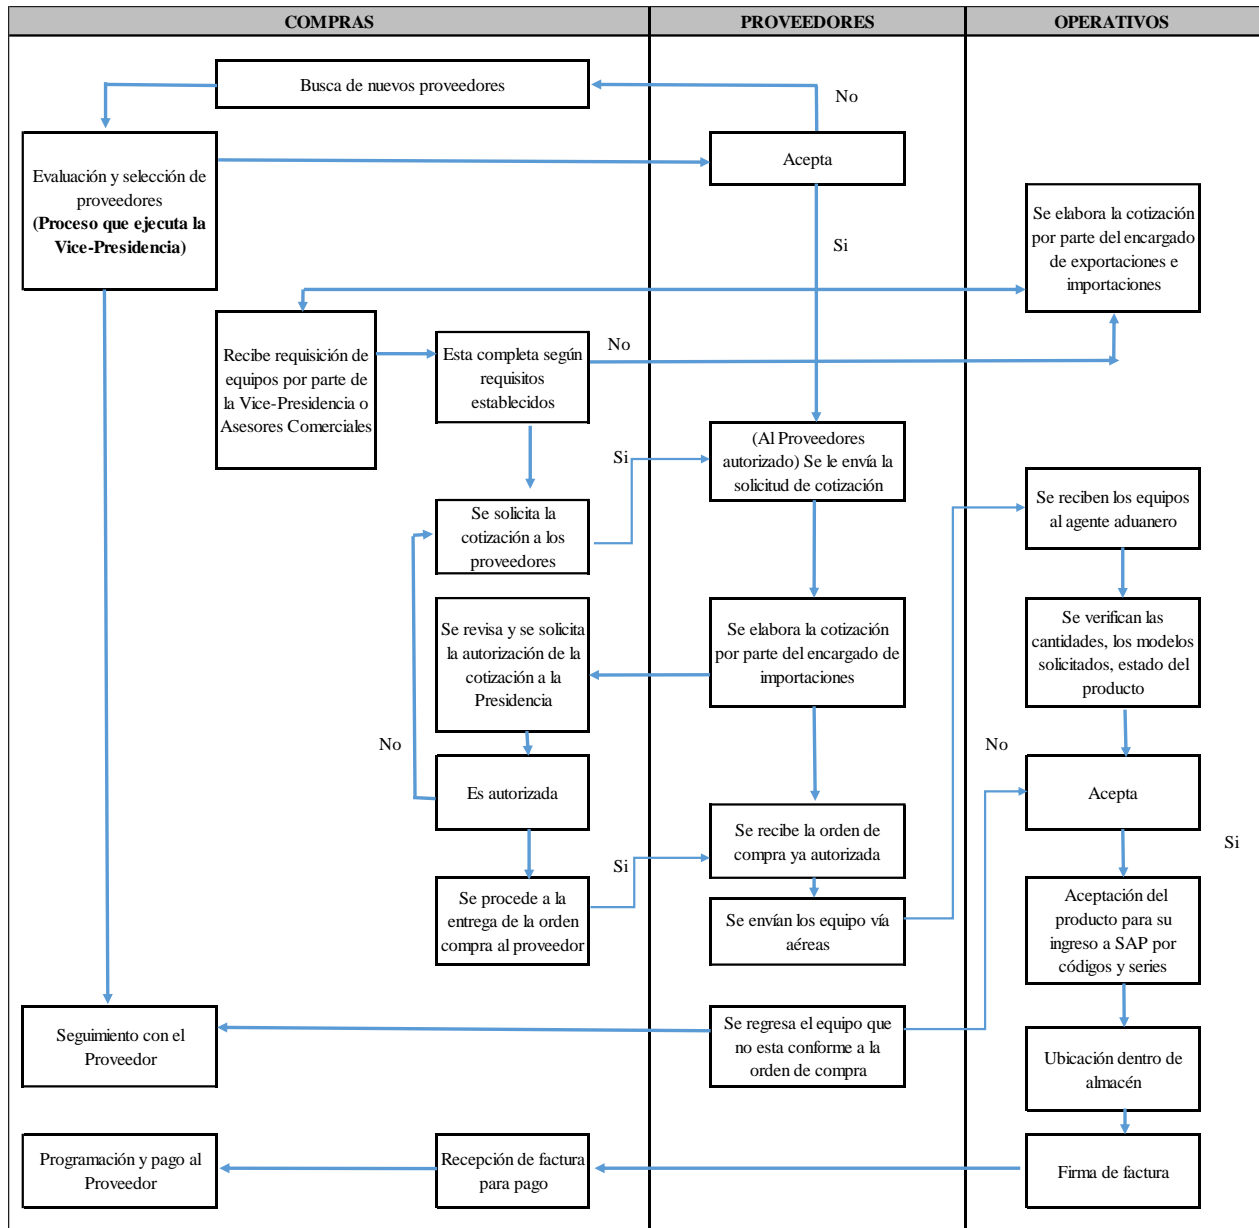 COMPRAS
PROVEEDORES
OPERATIVOS
Busca de nuevos proveedores
No
Evaluación y selección de
proveedores
(Proceso que ejecuta la
Vice-Presidencia)
Acepta
Si
Se elabora la cotización
por parte del encargado
de exportaciones e
importaciones
Recibe requisición de
equipos por parte de
la Vice-Presidencia o
Asesores Comerciales
Esta completa según
requisitos
establecidos
No
Si
(Al Proveedores
autorizado) Se le envía la
solicitud de cotización
Se reciben los equipos
al agente aduanero
Se solicita la
cotización a los
proveedores
Se revisa y se solicita
la autorización de la
cotización a la
Presidencia
Se elabora la cotización
por parte del encargado de
importaciones
Se verifican las
cantidades, los modelos
solicitados, estado del
producto
No
Es autorizada
No
Acepta
Si
Se recibe la orden de
compra ya autorizada
Si
Se procede a la
entrega de la orden
compra al proveedor
Se envían los equipo vía
aéreas
Aceptación del
producto para su
ingreso a SAP por
códigos y series
Seguimiento con el
Proveedor
Se regresa el equipo que
no esta conforme a la
orden de compra
Ubicación dentro de
almacén
Programación y pago al
Proveedor
Recepción de factura
para pago
Firma de factura